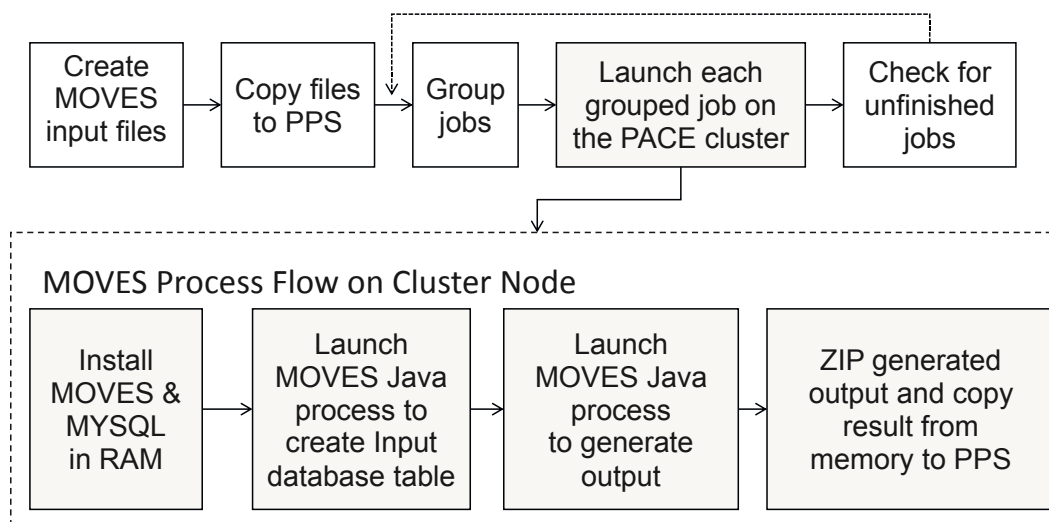 Create
MOVES
input files
Copy files
to PPS
Group
jobs
Launch each
grouped job on
the PACE cluster
Check for
unfinished
jobs
MOVES Process Flow on Cluster Node
Install
MOVES &
MYSQL
in RAM
Launch
MOVES Java
process to
create Input
database table
Launch
MOVES Java
process
to generate
output
ZIP generated
output and copy
result from
memory to PPS